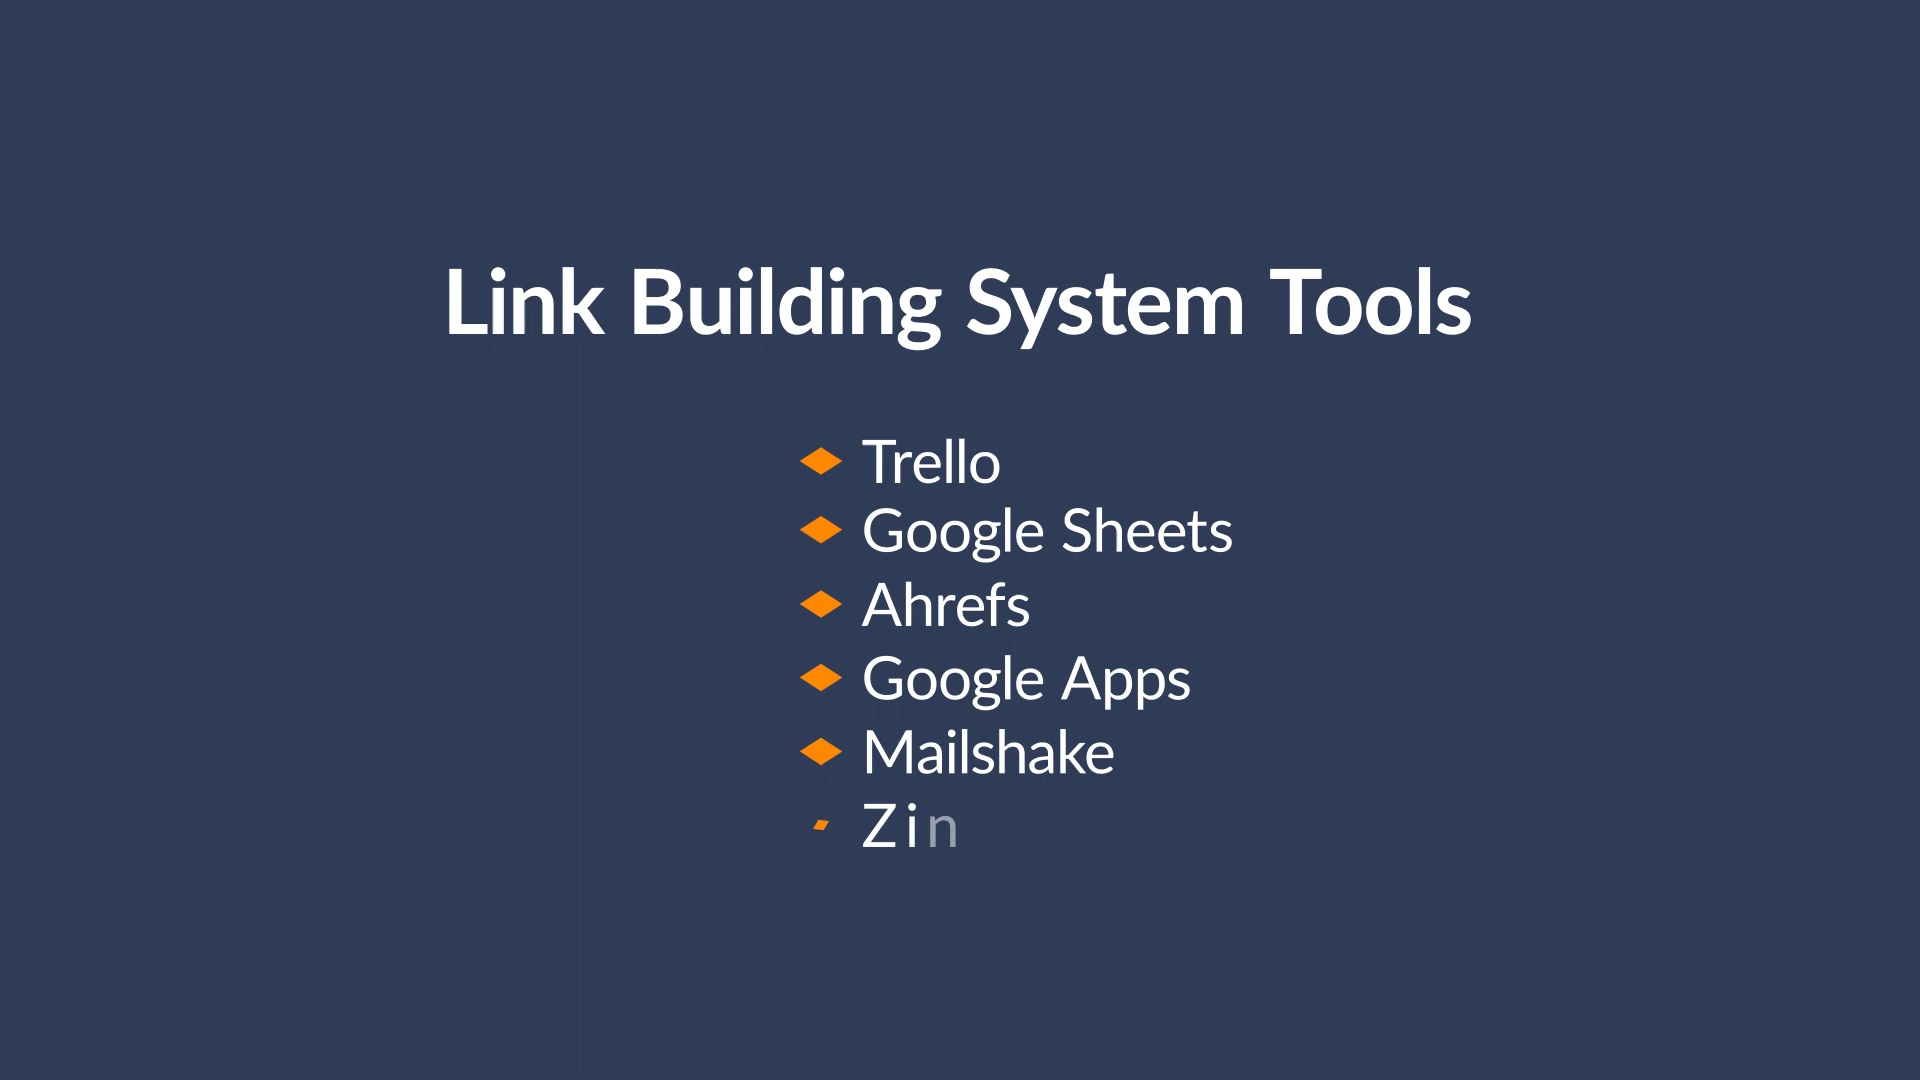 Link Building System Tools
Trello
Google Sheets
Ahrefs
Google Apps
Mailshake
Zin